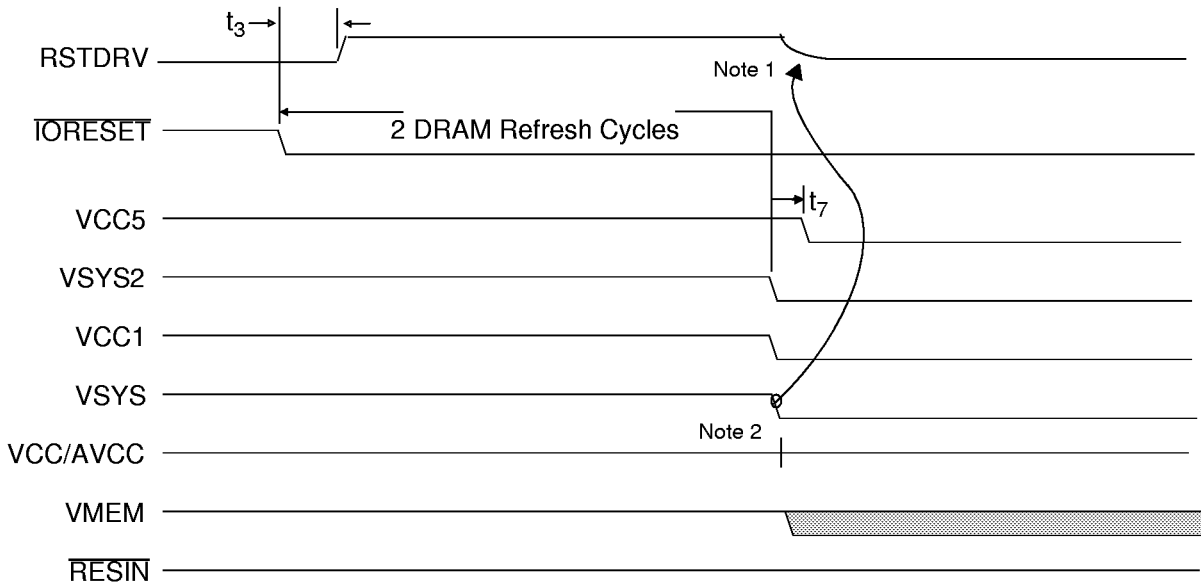 t3
RSTDRV
Note 1
IORESET
2 DRAM Refresh Cycles
t7
VCC5
VSYS2
VCC1
VSYS
Note 2
VCC/AVCC
VMEM
RESIN